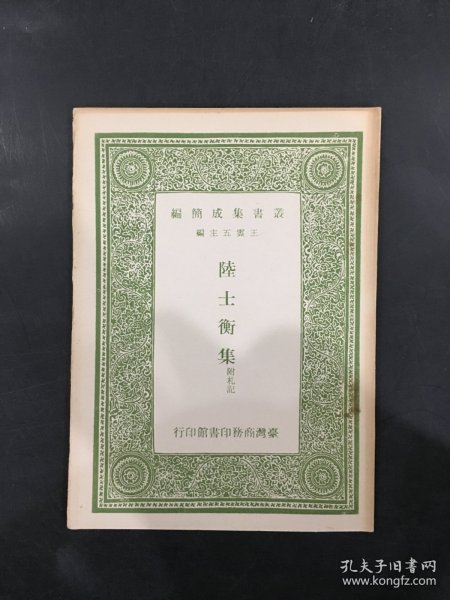 叢書集成簡編
王雲五主編
陸士衡集
附札記
臺灣商務印書館印行
孔夫子旧书网
www.kongfz.com